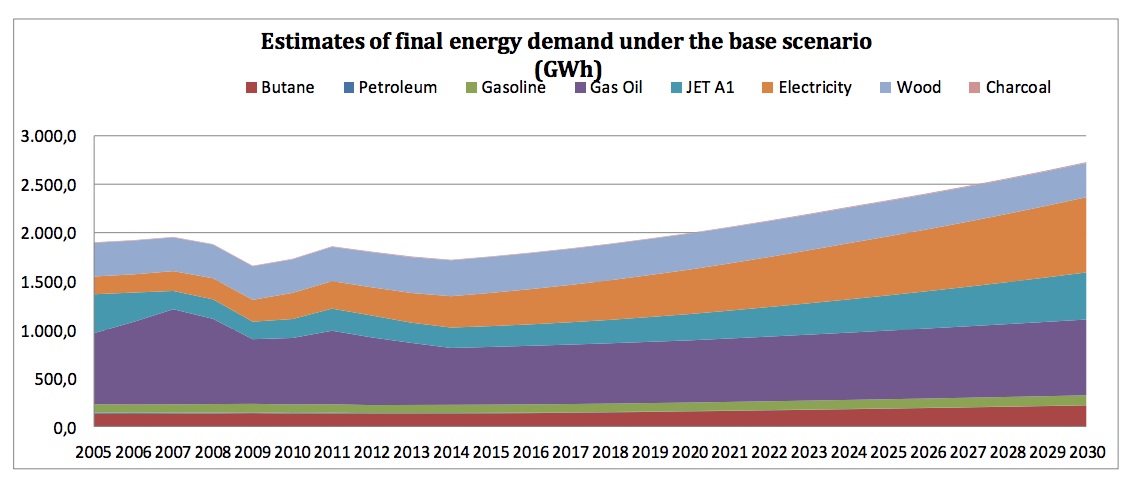 Estimates of final energy demand under the base scenario
(GWh)
Butane Petroleum Gasoline Gas Oil JET A1 Electricity Wood Charcoal
3.000,0
2.500,0
2.000,0
1.500,0
1.000,0
500,0
0,0
2005 2006 2007 2008 2009 2010 2011 2012 2013 2014 2015 2016 2017 2018 2019 2020 2021 2022 2023 2024 2025 2026 2027 2028 2029 2030